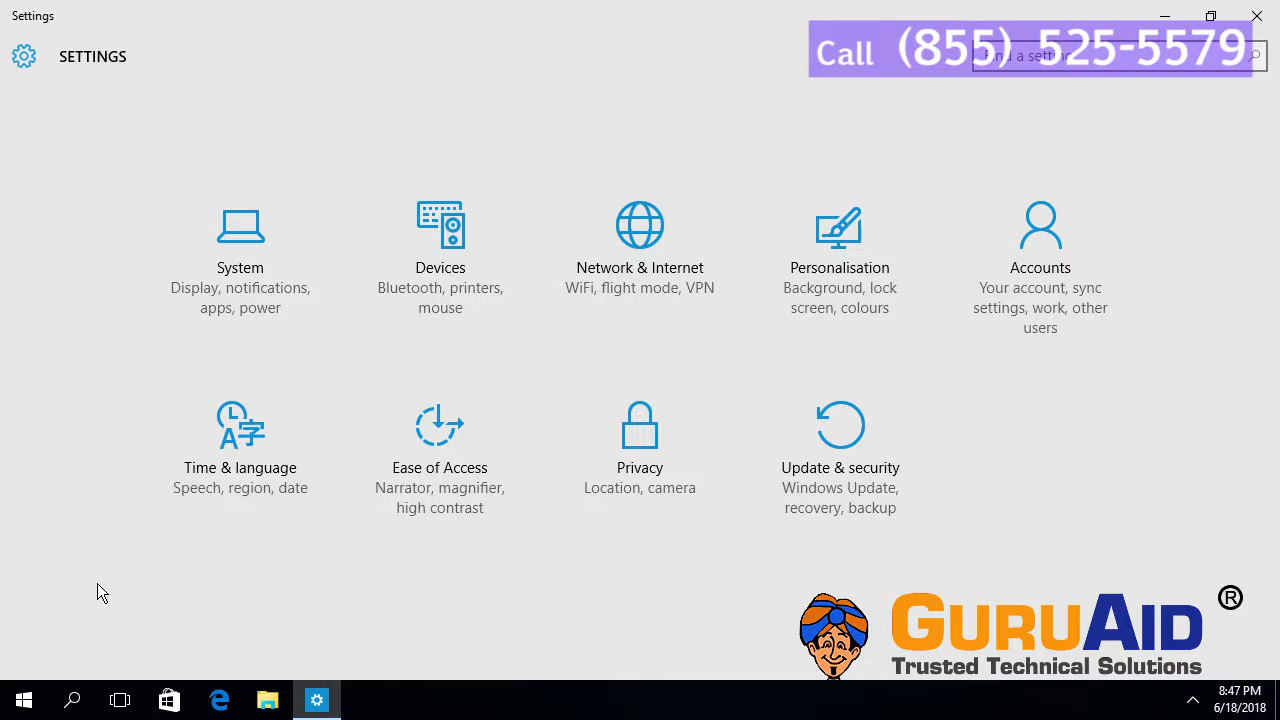 Settings
SETTINGS
Call (855) 525-5579
System
Display, notifications,
apps, power
Devices
Bluetooth, printers,
mouse
Network & Internet
WiFi, flight mode, VPN
Personalisation
Background, lock
screen, colours
Accounts
Your account, sync
settings, work, other
users
Time & language
Speech, region, date
Ease of Access
Narrator, magnifier,
high contrast
Privacy
Location, camera
Update & security
Windows Update,
recovery, backup
GURUAID ®
Trusted Technical Solutions
8:47 PM
6/18/2018